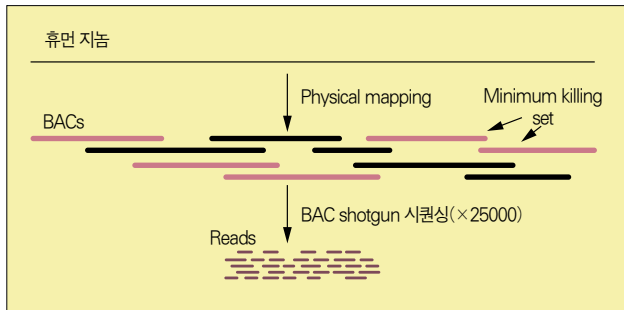 휴먼 지놈
Physical mapping
BACs
Minimum killing
set
BAC shotgun 시퀀싱(×25000)
Reads